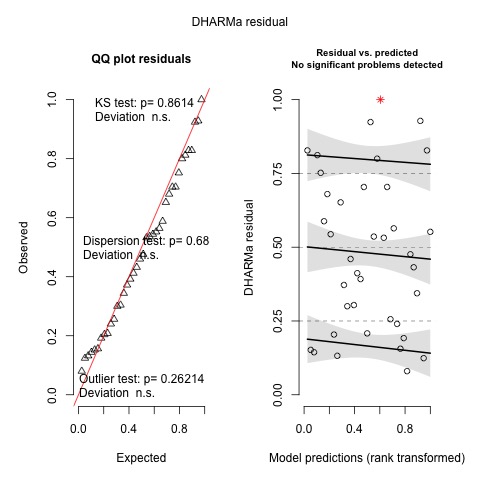 DHARMa residual
QQ plot residuals
KS test: p= 0.8614
Deviation n.s.
Dispersion test: p= 0.68
Deviation n.s.
Outlier test: p= 0.26214
Deviation n.s.
Observed
0.0
0.2
0.4
0.6
0.8
1.0
0.0
0.4
0.8
Expected
Residual vs. predicted
No significant problems detected
DHARMa residual
0.00
0.25
0.50
0.75
1.00
0.0
0.4
0.8
Model predictions (rank transformed)